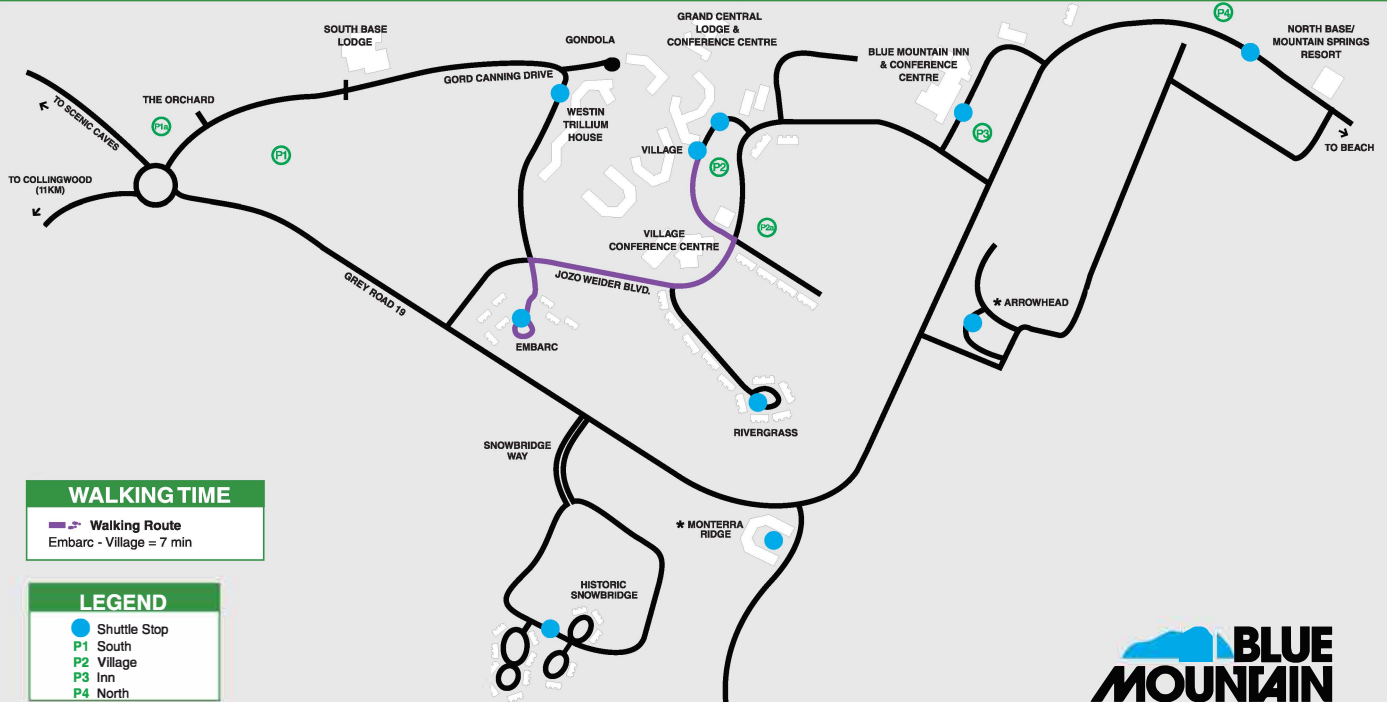 GRAND CENTRAL
LODGE &
CONFERENCE CENTRE
P4
SOUTH BASE
LODGE
GONDOLA
NORTH BASE/
MOUNTAIN SPRINGS
RESORT
BLUE MOUNTAIN INN
& CONFERENCE
CENTRE
GORD CANNING DRIVE
TO SCENIC CAVES
THE ORCHARD
P1a
P1
WESTIN
TRILLIUM
HOUSE
VILLAGE
P2
P3
TO BEACH
TO COLLINGWOOD
(11KM)
P2a
VILLAGE
CONFERENCE CENTRE
JOZO WEIDER BLVD.
GREY ROAD 19
* ARROWHEAD
EMBARC
RIVERGRASS
SNOWBRIDGE
WAY
* MONTERRA
RIDGE
HISTORIC
SNOWBRIDGE
WALKING TIME
Walking Route
Embarc - Village = 7 min
LEGEND
Shuttle Stop
P1 South
P2 Village
P3 Inn
P4 North
BLUE
MOUNTAIN